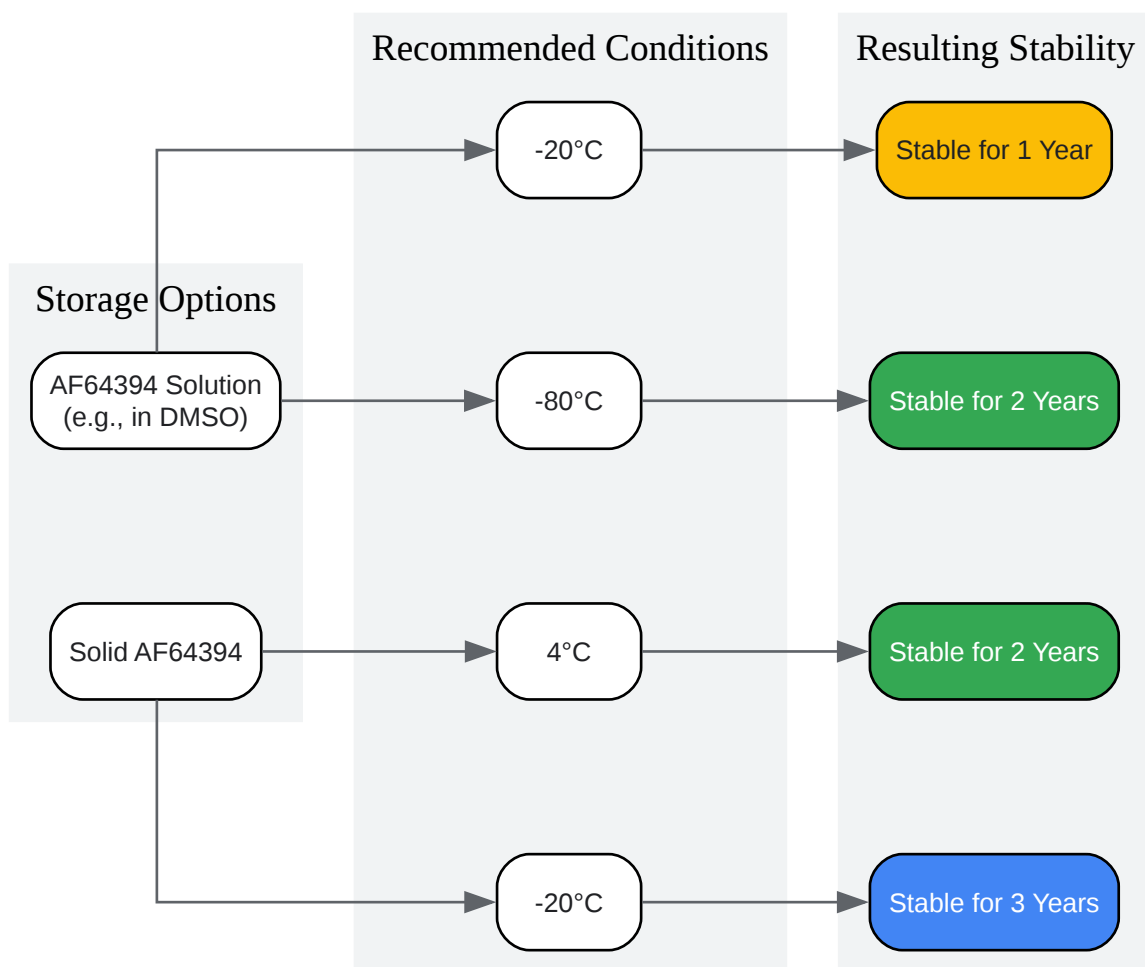 Recommended Conditions
Resulting Stability
-20°C
Stable for 1 Year
Storage Options
AF64394 Solution
(e.g., in DMSO)
-80°C
Stable for 2 Years
Solid AF64394
4°C
Stable for 2 Years
-20°C
Stable for 3 Years